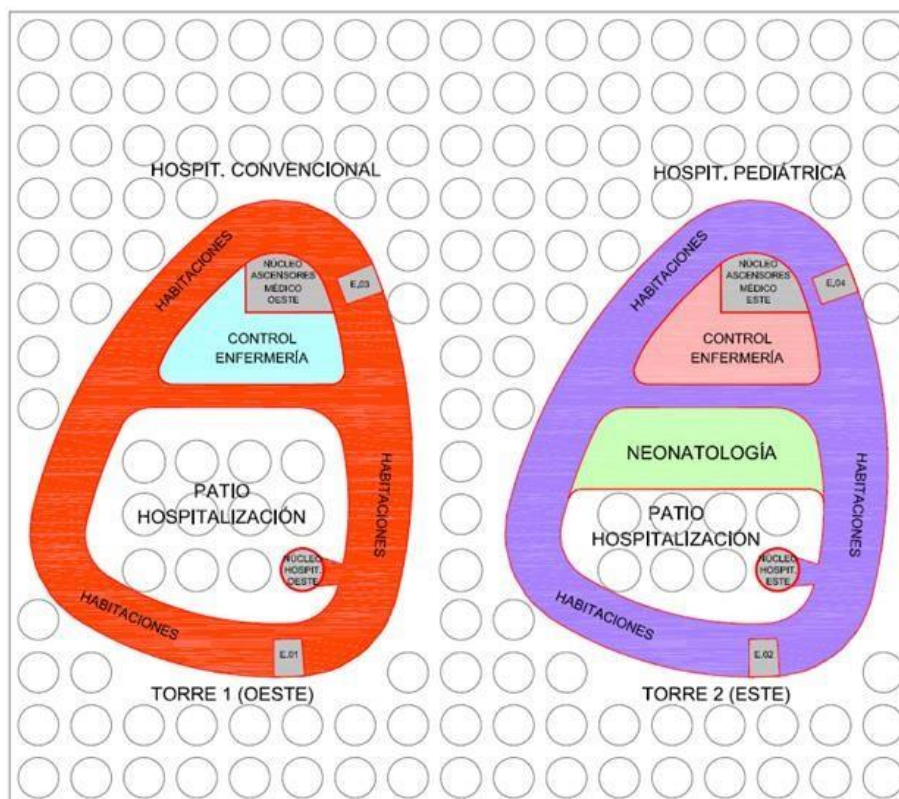 HOSPIT. CONVENCIONAL
HABITACIONES
NÚCLEO
ASCENSORES
MÉDICO
OESTE
E.03
CONTROL
ENFERMERÍA
HABITACIONES
PATIO
HOSPITALIZACIÓN
NÚCLEO
HOSPIT.
OESTE
HABITACIONES
E.01
TORRE 1 (OESTE)
HOSPIT. PEDIÁTRICA
HABITACIONES
NÚCLEO
ASCENSORES
MÉDICO
ESTE
E.04
CONTROL
ENFERMERÍA
NEONATOLOGÍA
HABITACIONES
PATIO
HOSPITALIZACIÓN
NÚCLEO
HOSPIT.
ESTE
HABITACIONES
E.02
TORRE 2 (ESTE)